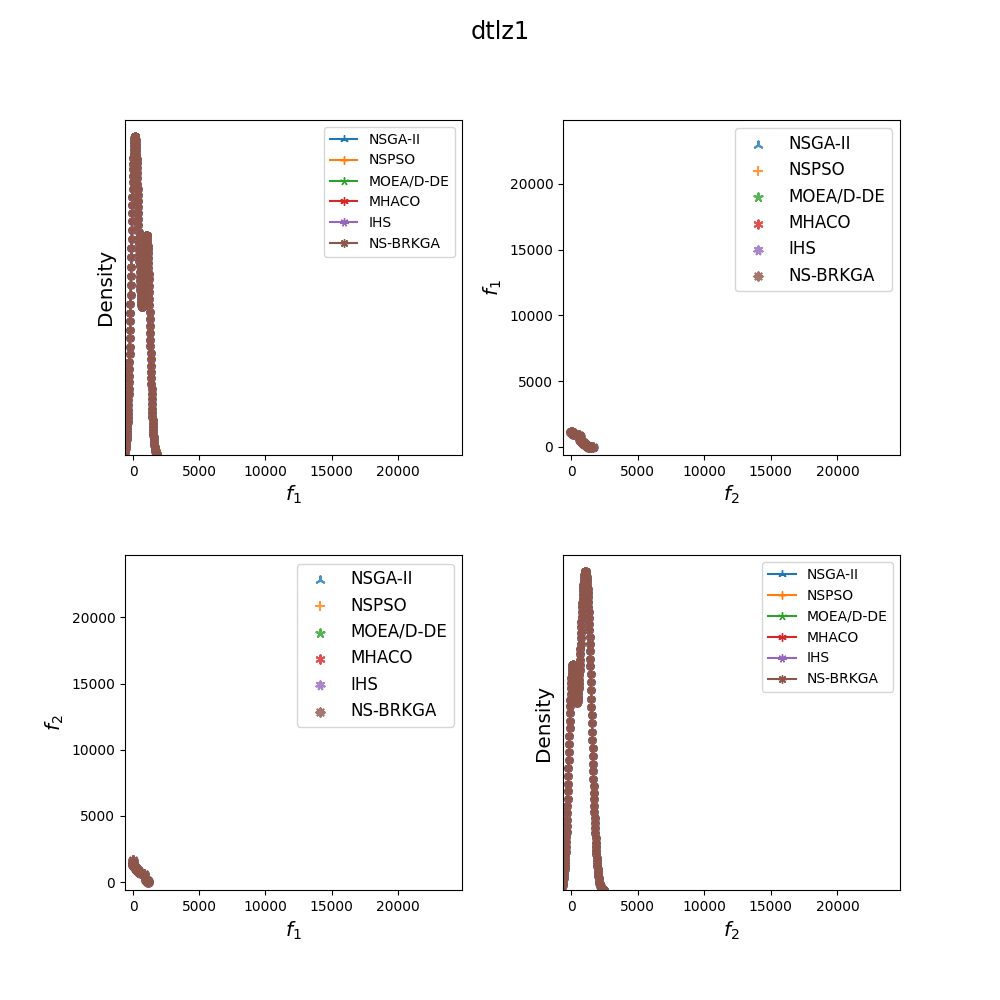 dtlz1
Density
NSGA-II
NSPSO
MOEA/D-DE
MHACO
IHS
NS-BRKGA
0 5000 10000 15000 20000
f1
f1
20000
15000
10000
5000
0
NSGA-II
NSPSO
MOEA/D-DE
MHACO
IHS
NS-BRKGA
0 5000 10000 15000 20000
f2
f2
20000
15000
10000
5000
0
NSGA-II
NSPSO
MOEA/D-DE
MHACO
IHS
NS-BRKGA
0 5000 10000 15000 20000
f1
Density
NSGA-II
NSPSO
MOEA/D-DE
MHACO
IHS
NS-BRKGA
0 5000 10000 15000 20000
f2